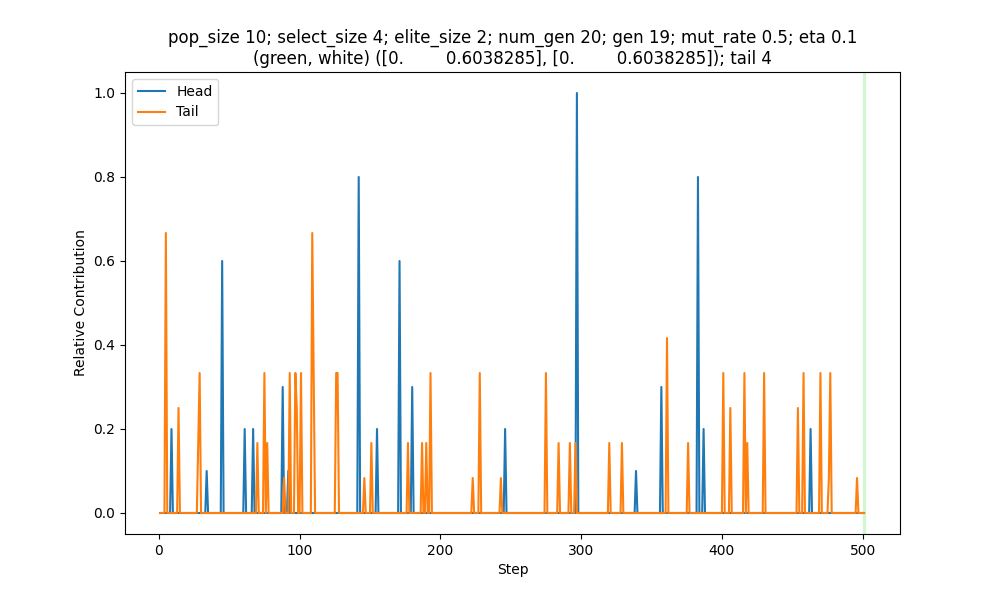 pop_size 10; select_size 4; elite_size 2; num_gen 20; gen 19; mut_rate 0.5; eta 0.1
(green, white) ([0. 0.6038285], [0. 0.6038285]); tail 4
Head
Tail
Relative Contribution
1.0
0.8
0.6
0.4
0.2
0.0
0 100 200 300 400 500
Step